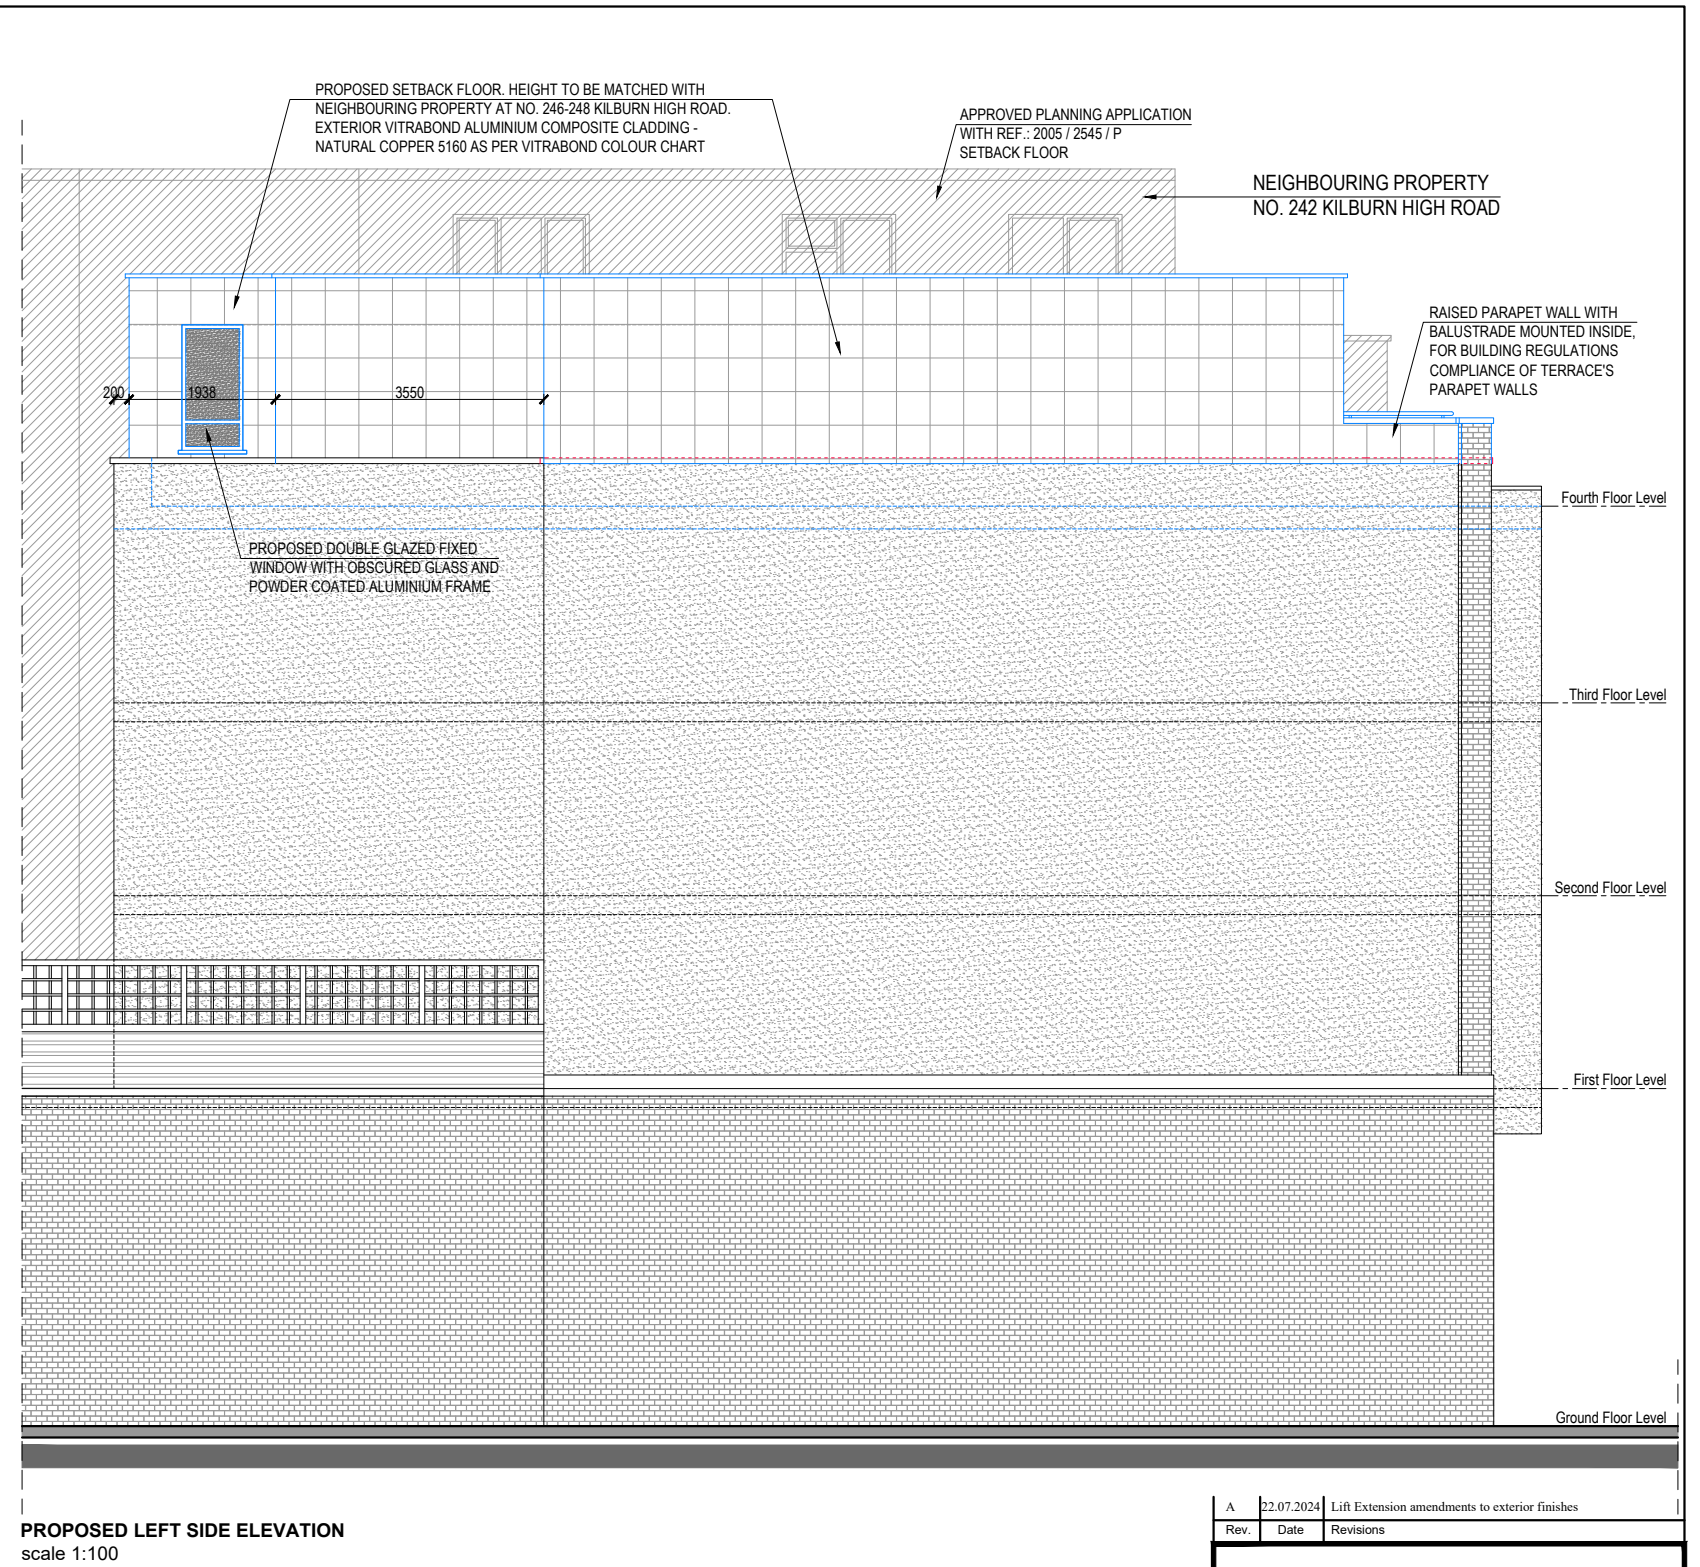 PROPOSED SETBACK FLOOR. HEIGHT TO BE MATCHED WITH
NEIGHBOURING PROPERTY AT NO. 246-248 KILBURN HIGH ROAD.
EXTERIOR VITRABOND ALUMINIUM COMPOSITE CLADDING -
NATURAL COPPER 5160 AS PER VITRABOND COLOUR CHART
APPROVED PLANNING APPLICATION
WITH REF.: 2005 / 2545 / P
SETBACK FLOOR
NEIGHBOURING PROPERTY
NO. 242 KILBURN HIGH ROAD
RAISED PARAPET WALL WITH
BALUSTRADE MOUNTED INSIDE,
FOR BUILDING REGULATIONS
COMPLIANCE OF TERRACE'S
PARAPET WALLS
200 1938 3550
Fourth Floor Level
PROPOSED DOUBLE GLAZED FIXED
WINDOW WITH OBSCURED GLASS AND
POWDER COATED ALUMINIUM FRAME
Third Floor Level
Second Floor Level
First Floor Level
Ground Floor Level
PROPOSED LEFT SIDE ELEVATION
scale 1:100
A 22.07.2024 Lift Extension amendments to exterior finishes
Rev. Date Revisions